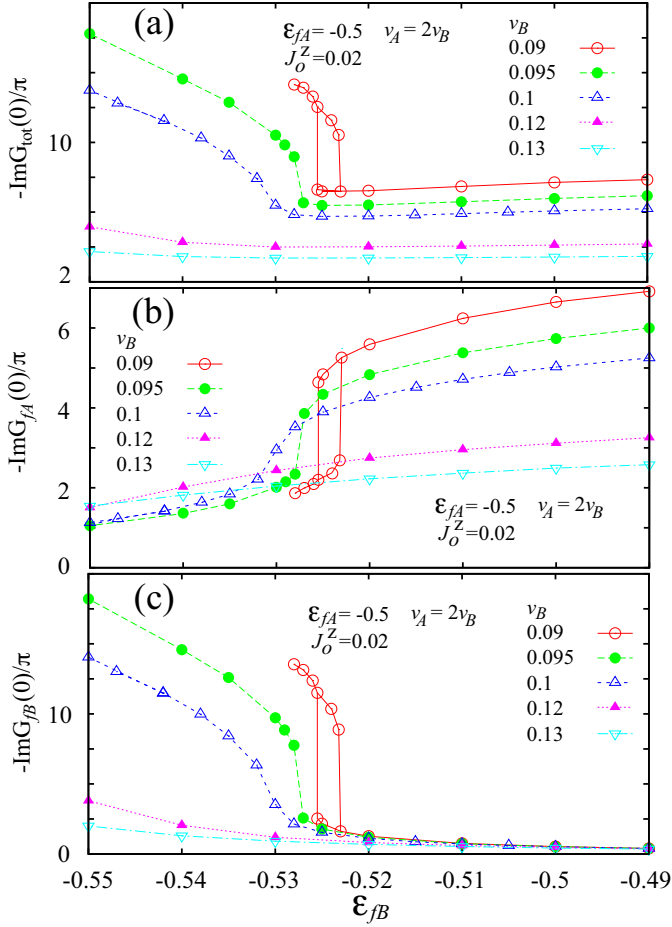 (a)
ε_fA = -0.5 v_A = 2v_B
J_o^z = 0.02
v_B
0.09
0.095
0.1
0.12
0.13
-ImG_tot(0)/π
10
2
(b)
v_B
0.09
0.095
0.1
0.12
0.13
-ImG_fA(0)/π
6
4
2
0
ε_fA = -0.5 v_A = 2v_B
J_o^z = 0.02
(c)
ε_fA = -0.5 v_A = 2v_B
J_o^z = 0.02
v_B
0.09
0.095
0.1
0.12
0.13
-ImG_fB(0)/π
10
0
-0.55 -0.54 -0.53 -0.52 -0.51 -0.5 -0.49
ε_fB